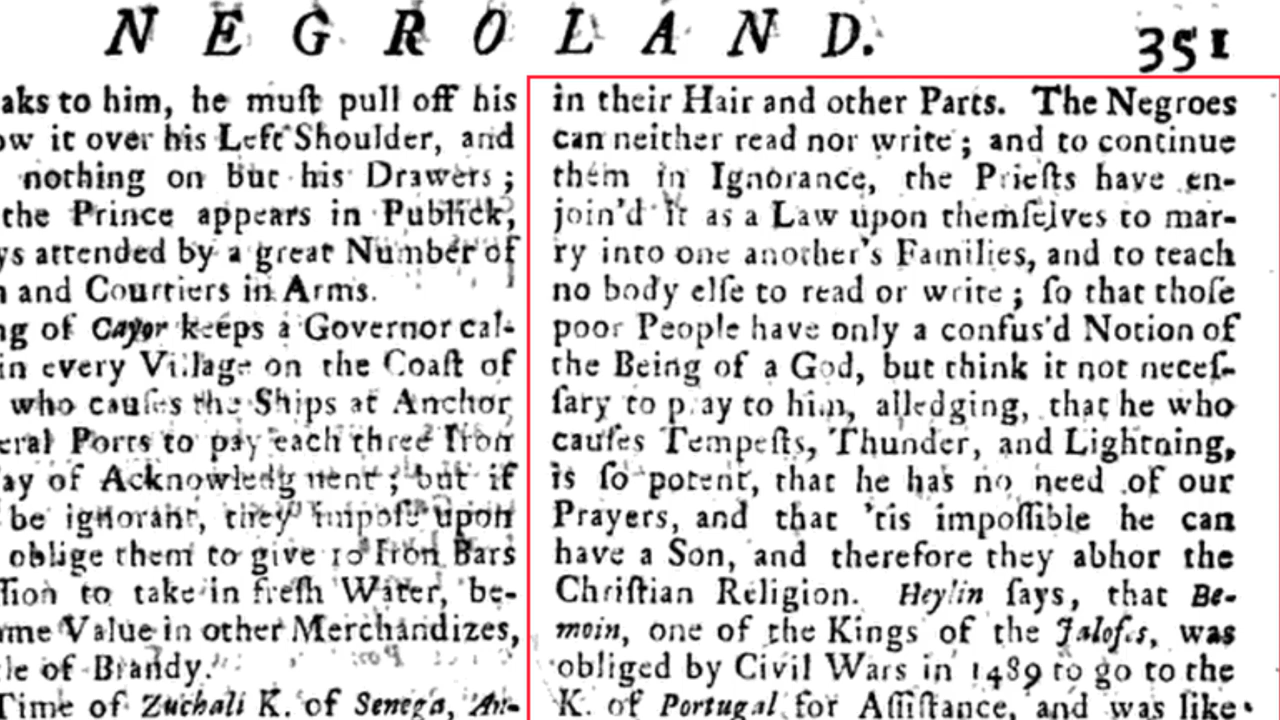 NEGROLAND. 351
aks to him, he muſt pull off his
ow it over his Left Shoulder, and
nothing on but his Drawers;
the Prince appears in Publick,
ys attended by a great Number of
and Courtiers in Arms.
ng of Cayor keeps a Governor cal-
in every Village on the Coaſt of
who cauſes the Ships at Anchor
eral Ports to pay each three Iron
ay of Acknowledgment; but if
be ignorant, they impoſe upon
oblige them to give 10 Iron Bars
ſion to take in freſh Water, be-
me Value in other Merchandizes,
le of Brandy.
Time of Zuchali K. of Senega, An-
in their Hair and other Parts. The Negroes
can neither read nor write; and to continue
them in Ignorance, the Prieſts have en-
join'd it as a Law upon themſelves to mar-
ry into one another's Families, and to teach
no body elſe to read or write; ſo that thoſe
poor People have only a confus'd Notion of
the Being of a God, but think it not neceſ-
ſary to pray to him, alledging, that he who
cauſes Tempeſts, Thunder, and Lightning,
is ſo potent, that he has no need of our
Prayers, and that 'tis impoſſible he can
have a Son, and therefore they abhor the
Chriſtian Religion. Heylin ſays, that Be-
moin, one of the Kings of the Jalofes, was
obliged by Civil Wars in 1489 to go to the
K. of Portugal for Aſſiſtance, and was like-